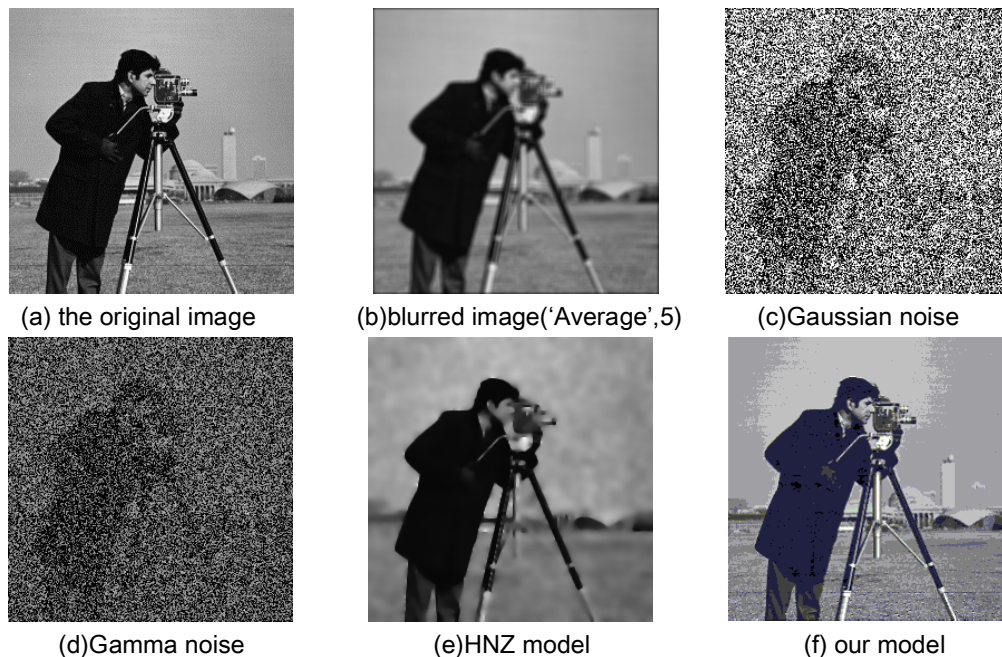 (a) the original image
(b)blurred image(‘Average’,5)
(c)Gaussian noise
(d)Gamma noise
(e)HNZ model
(f) our model